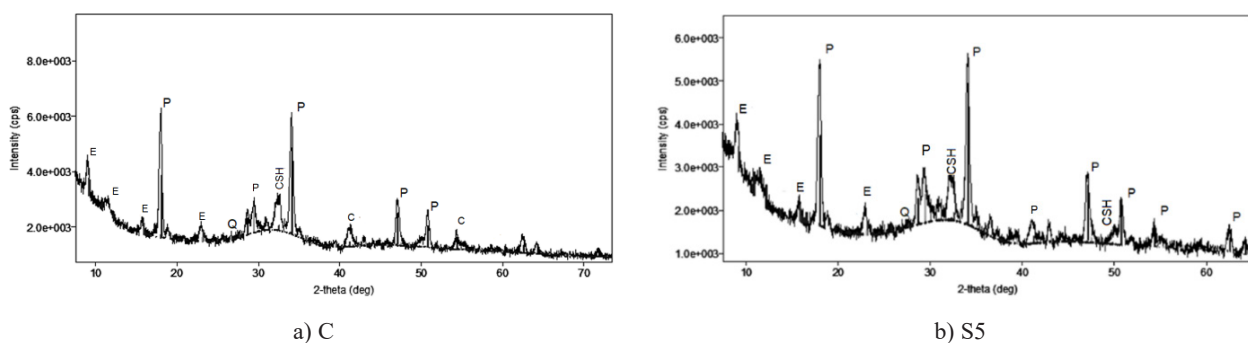 Intensity (cps)
8.0e+003
6.0e+003
4.0e+003
2.0e+003
E
E
P
E
E
Q
P
CSH
P
C
P
P
C
10 20 30 40 50 60 70
2-theta (deg)
a) C
Intensity (cps)
6.0e+003
5.0e+003
4.0e+003
3.0e+003
2.0e+003
1.0e+003
E
E
P
E
E
Q
P
CSH
P
P
P
CSH
P
P
P
10 20 30 40 50 60
2-theta (deg)
b) S5